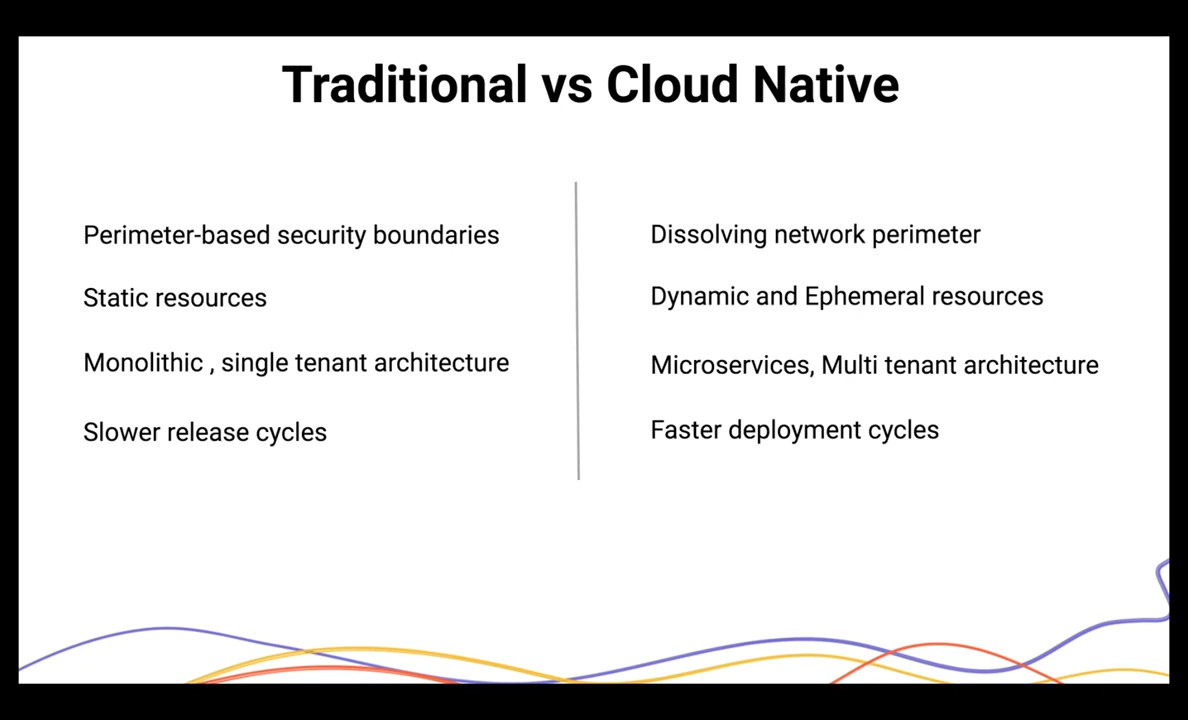 Traditional vs Cloud Native
Perimeter-based security boundaries
Static resources
Monolithic , single tenant architecture
Slower release cycles
Dissolving network perimeter
Dynamic and Ephemeral resources
Microservices, Multi tenant architecture
Faster deployment cycles